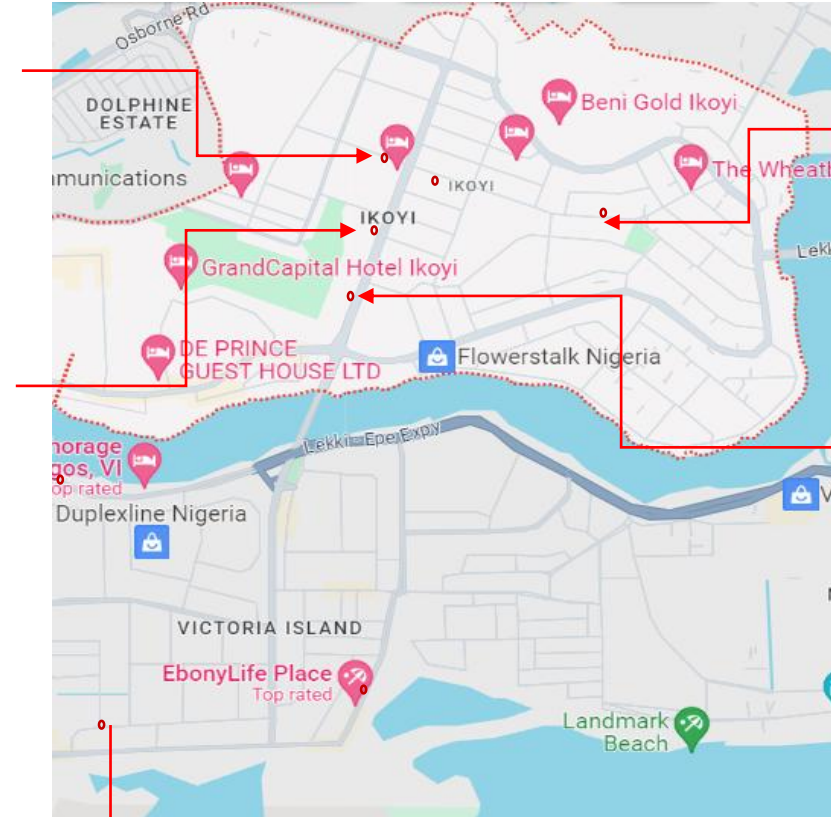 Osborne Rd
DOLPHINE
ESTATE
Beni Gold Ikoyi
munications
The Wheatb
IKOYI
IKOYI
Lekk
GrandCapital Hotel Ikoyi
DE PRINCE
GUEST HOUSE LTD
Flowerstalk Nigeria
Lekki - Epe Expy
horage
gos, VI
op rated
Duplexline Nigeria
V
VICTORIA ISLAND
EbonyLife Place
Top rated
Landmark
Beach